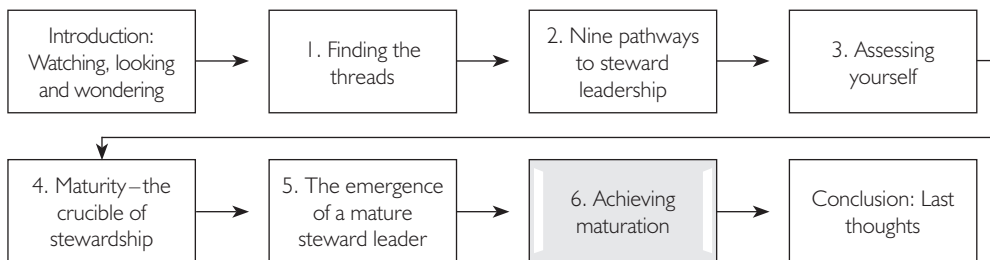 Introduction:
Watching, looking
and wondering
1. Finding the
threads
2. Nine pathways
to steward
leadership
3. Assessing
yourself
4. Maturity–the
crucible of
stewardship
5. The emergence
of a mature
steward leader
6. Achieving
maturation
Conclusion: Last
thoughts